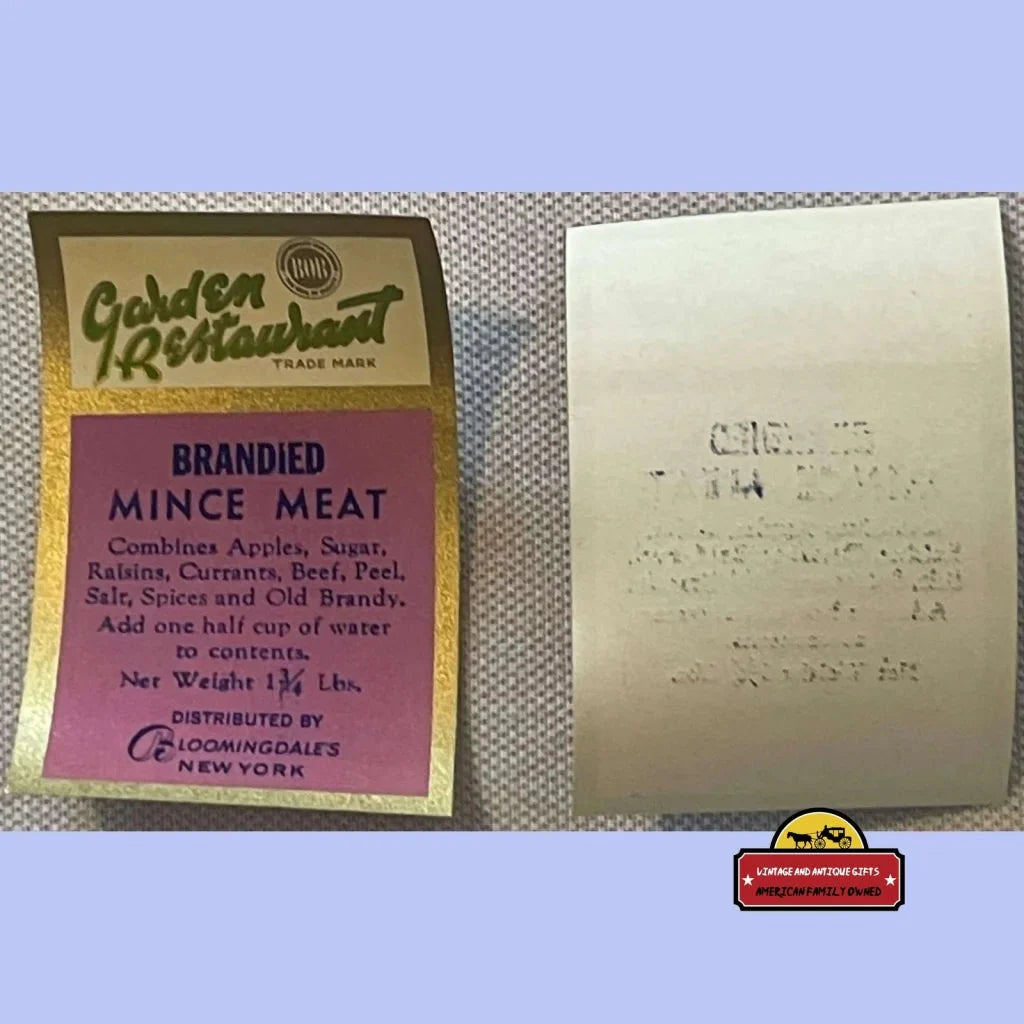 BOB
Garden
Restaurant
TRADE MARK
BRANDIED
MINCE MEAT
Combines Apples, Sugar,
Raisins, Currants, Beef, Peel,
Salt, Spices and Old Brandy.
Add one half cup of water
to contents.
Net Weight 1¾ Lbs.
DISTRIBUTED BY
BLOOMINGDALE'S
NEW YORK
VINTAGE AND ANTIQUE GIFTS
AMERICAN FAMILY OWNED